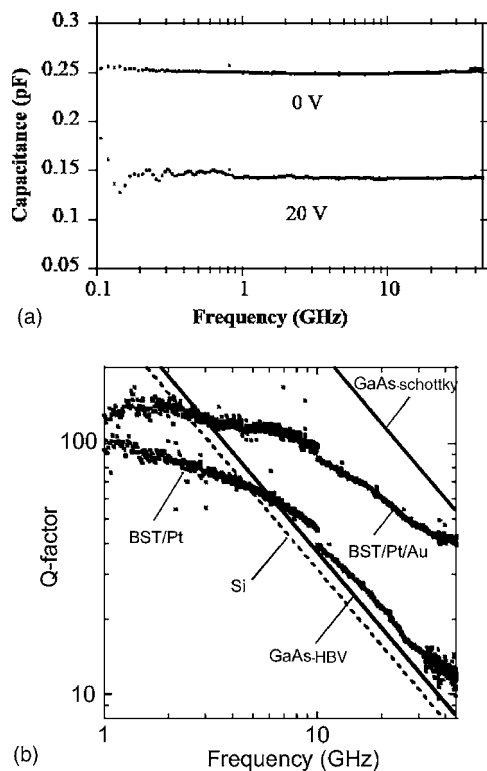 0.3
0.25
0.2
0.15
0.1
0.05
Capacitance (pF)
0 V
20 V
0.1
1
10
Frequency (GHz)
(a)
100
10
Q-factor
GaAs-schottky
BST/Pt
BST/Pt/Au
Si
GaAs-HBV
1
10
Frequency (GHz)
(b)